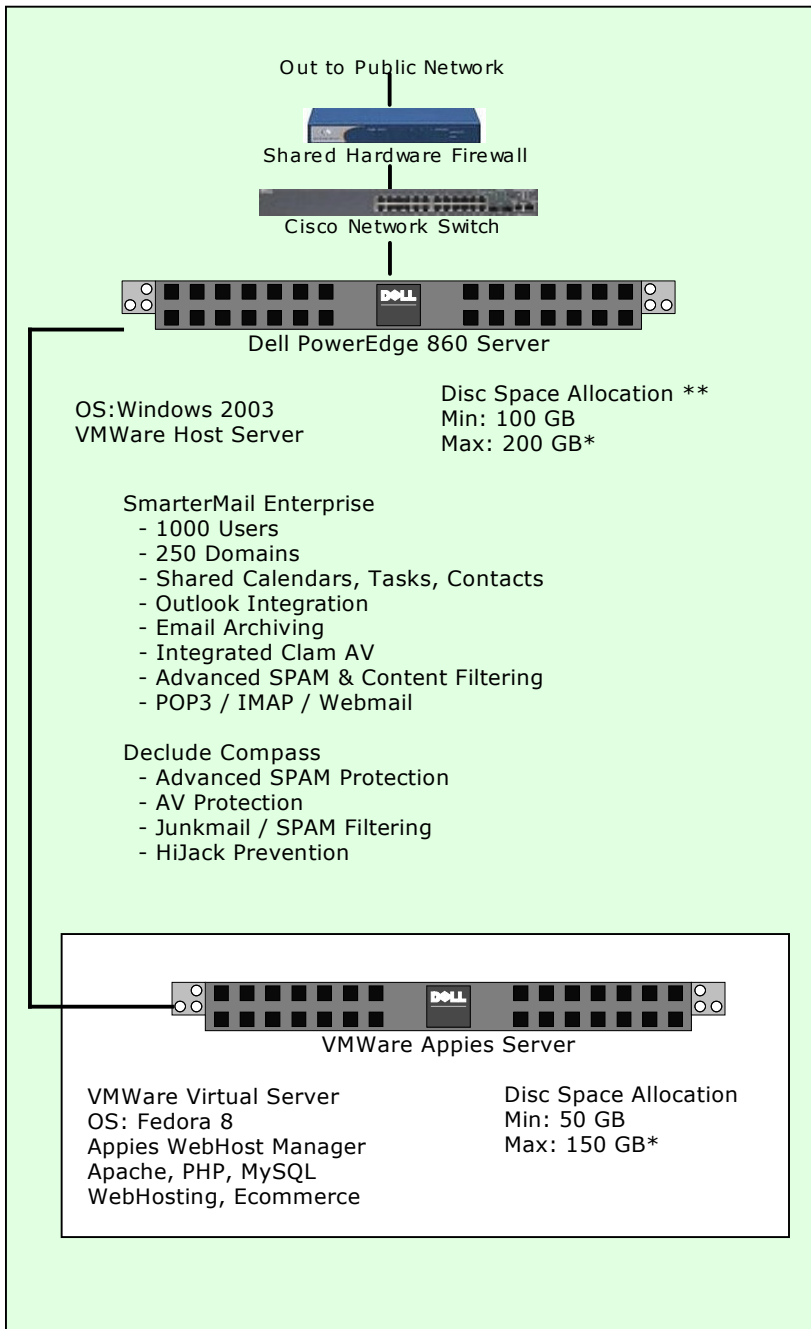 Out to Public Network
Shared Hardware Firewall
Cisco Network Switch
DELL
Dell PowerEdge 860 Server
OS:Windows 2003
VMWare Host Server
Disc Space Allocation **
Min: 100 GB
Max: 200 GB*
SmarterMail Enterprise
- 1000 Users
- 250 Domains
- Shared Calendars, Tasks, Contacts
- Outlook Integration
- Email Archiving
- Integrated Clam AV
- Advanced SPAM & Content Filtering
- POP3 / IMAP / Webmail
Declude Compass
- Advanced SPAM Protection
- AV Protection
- Junkmail / SPAM Filtering
- HiJack Prevention
DELL
VMWare Appies Server
VMWare Virtual Server
OS: Fedora 8
Appies WebHost Manager
Apache, PHP, MySQL
WebHosting, Ecommerce
Disc Space Allocation
Min: 50 GB
Max: 150 GB*